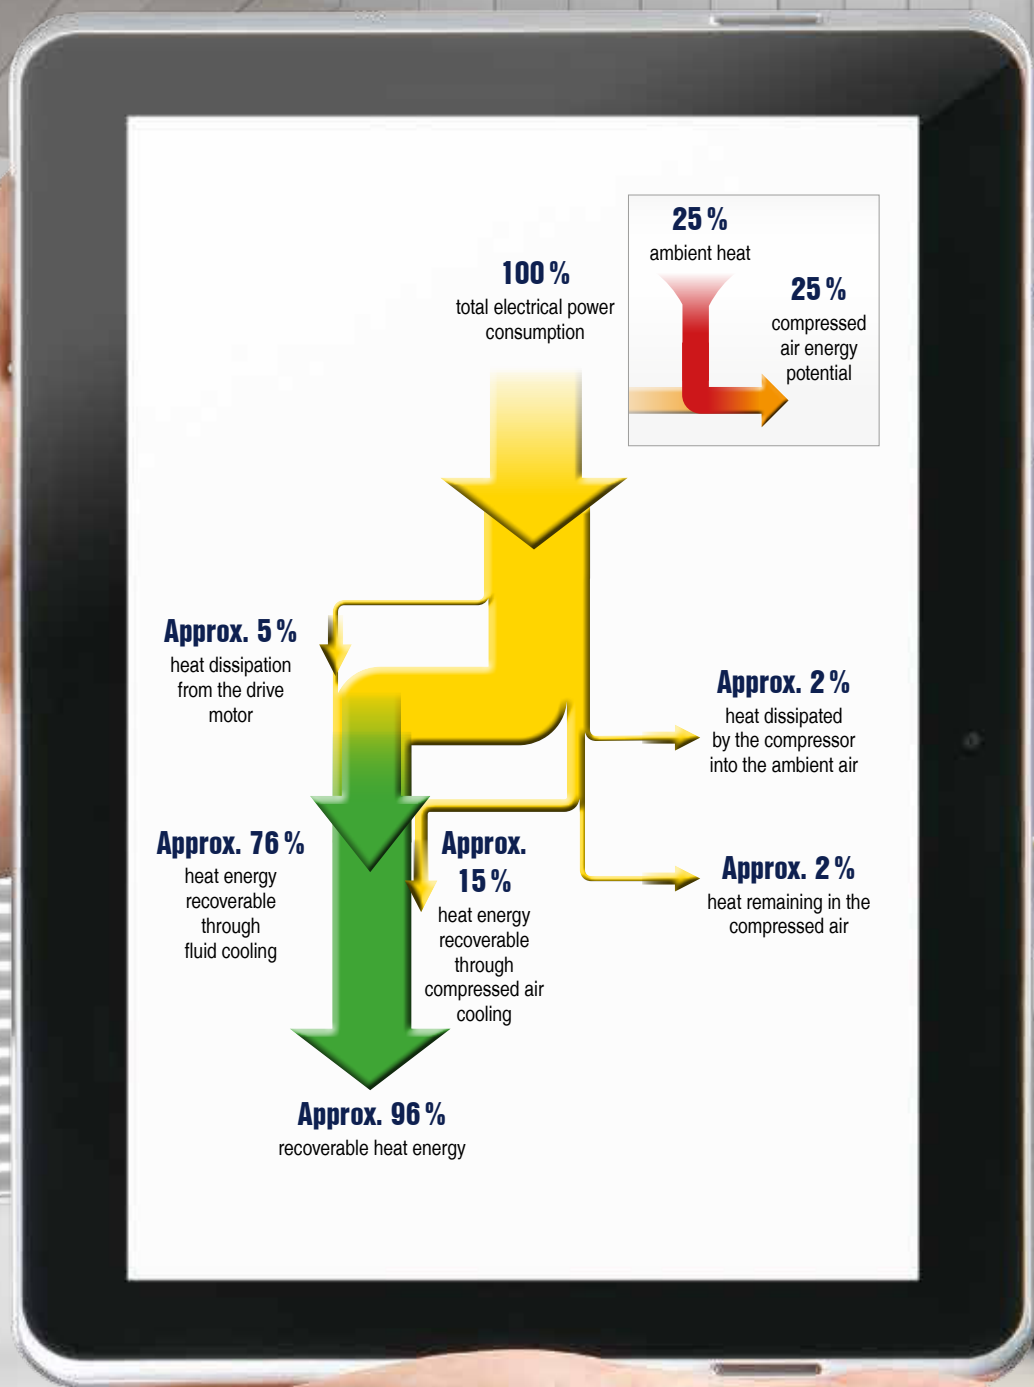 25 %
ambient heat
100 %
total electrical power
consumption
25 %
compressed
air energy
potential
Approx. 5 %
heat dissipation
from the drive
motor
Approx. 2 %
heat dissipated
by the compressor
into the ambient air
Approx. 76 %
heat energy
recoverable
through
fluid cooling
Approx.
15 %
heat energy
recoverable
through
compressed air
cooling
Approx. 2 %
heat remaining in the
compressed air
Approx. 96 %
recoverable heat energy